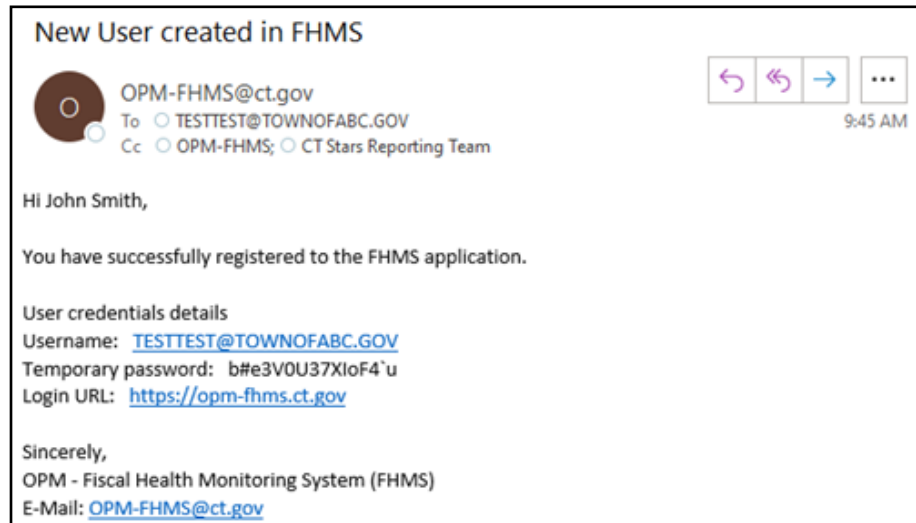 New User created in FHMS
O
OPM-FHMS@ct.gov
To TESTTEST@TOWNOFABC.GOV
Cc OPM-FHMS; CT Stars Reporting Team
9:45 AM
Hi John Smith,
You have successfully registered to the FHMS application.
User credentials details
Username: TESTTEST@TOWNOFABC.GOV
Temporary password: b#e3V0U37XIoF4`u
Login URL: https://opm-fhms.ct.gov
Sincerely,
OPM - Fiscal Health Monitoring System (FHMS)
E-Mail: OPM-FHMS@ct.gov